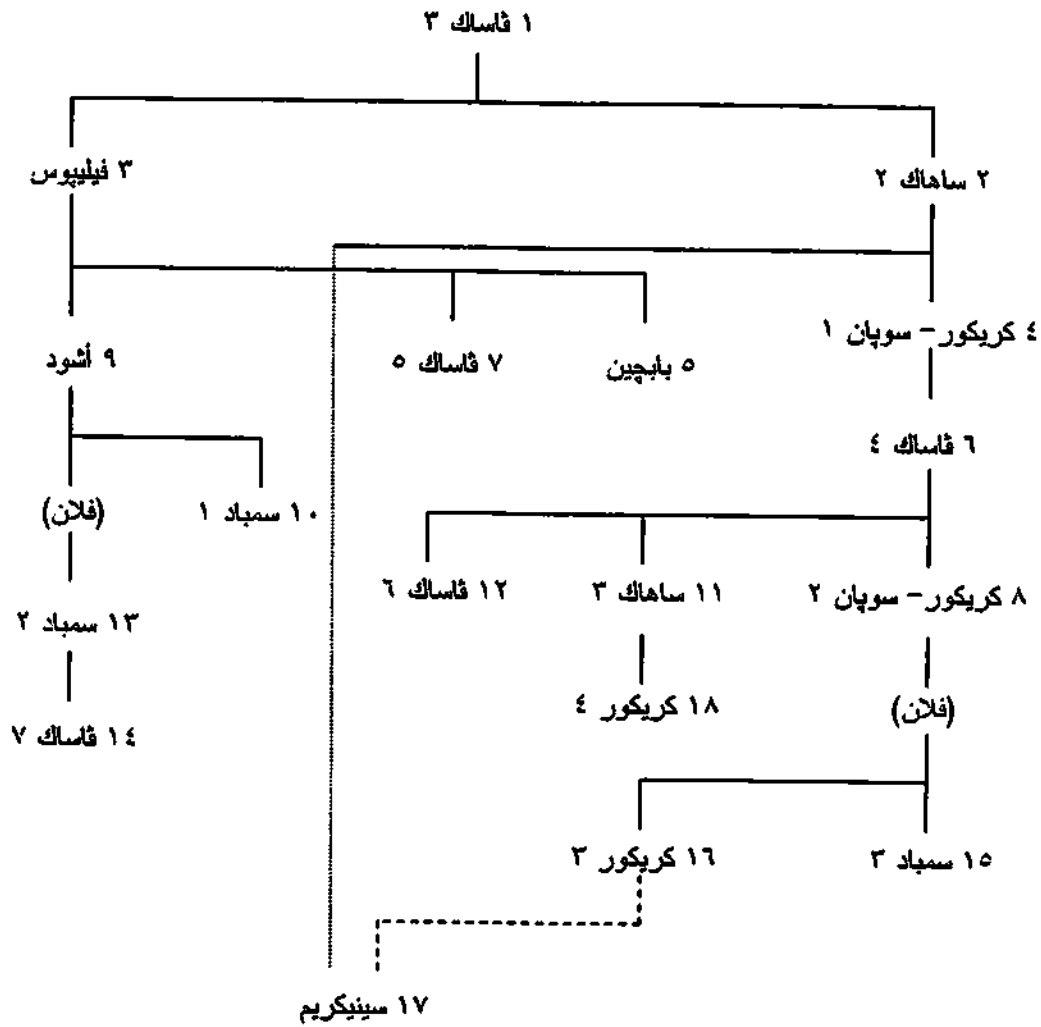 ١ ڤاساك ٣
٢ ساهاك ٢
٣ فيليپوس
٤ كريكور - سوپان ١
٥ بابچين
٧ ڤاساك ٥
٩ أشود
٦ ڤاساك ٤
١٠ سمباد ١
(فلان)
٨ كريكور - سوپان ٢
١١ ساهاك ٣
١٢ ڤاساك ٦
١٣ سمباد ٢
(فلان)
١٨ كريكور ٤
١٤ ڤاساك ٧
١٥ سمباد ٣
١٦ كريكور ٣
١٧ سينيكريم